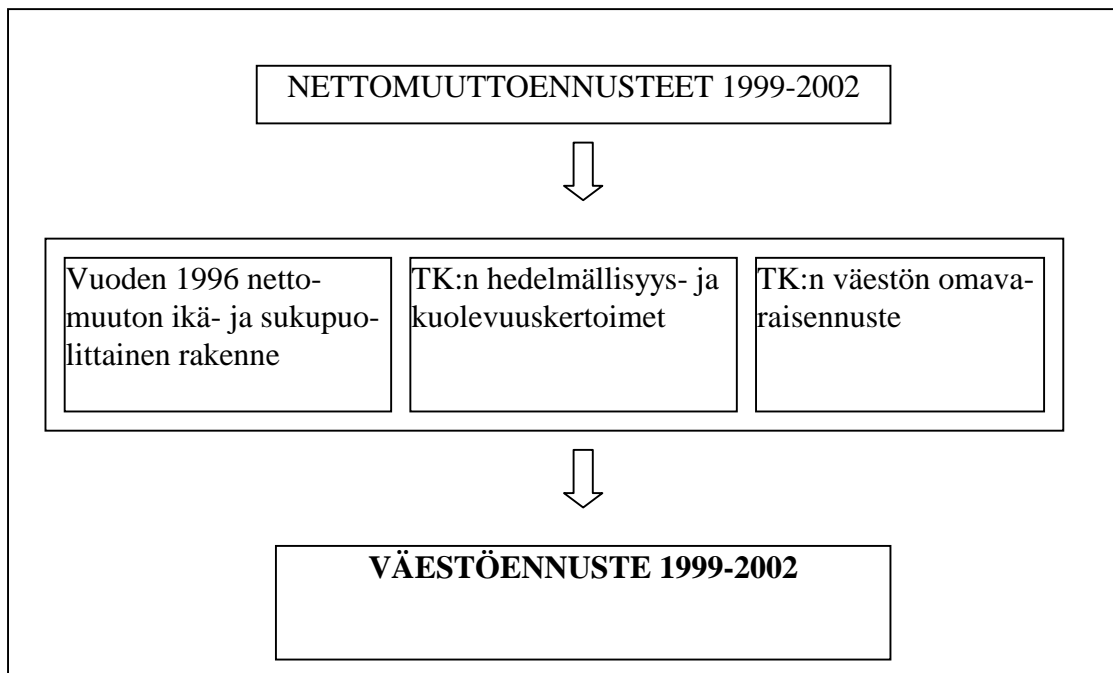 NETTOMUUTTOENNUSTEET 1999-2002
Vuoden 1996 netto-
muuton ikä- ja sukupuo-
littainen rakenne
TK:n hedelmällisyys- ja
kuolevuuskertoimet
TK:n väestön omava-
raisennuste
VÄESTÖENNUSTE 1999-2002